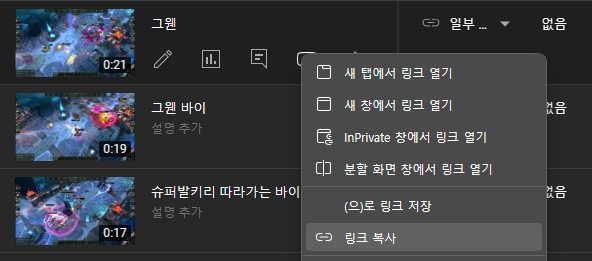 그웬
일부 ...
없음
0:21
새 탭에서 링크 열기
새 창에서 링크 열기
그웬 바이
없음
설명 추가
InPrivate 창에서 링크 열기
0:19
분할 화면 창에서 링크 열기
슈퍼발키리 따라가는 바이
없음
설명 추가
(으)로 링크 저장
0:17
링크 복사